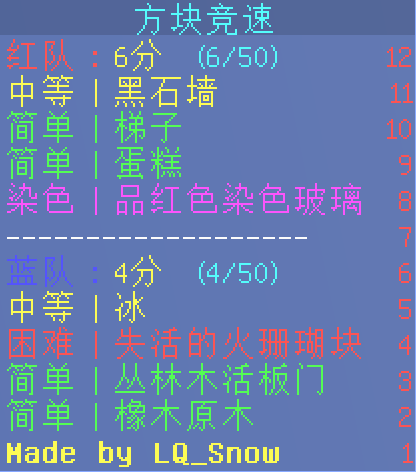 方块竞速
红队：6分 (6/50) 12
中等 | 黑石墙 11
简单 | 梯子 10
简单 | 蛋糕 9
染色 | 品红色染色玻璃 8
------------------- 7
蓝队：4分 (4/50) 6
中等 | 冰 5
困难 | 失活的火珊瑚块 4
简单 | 丛林木活板门 3
简单 | 橡木原木 2
Made by LQ_Snow 1